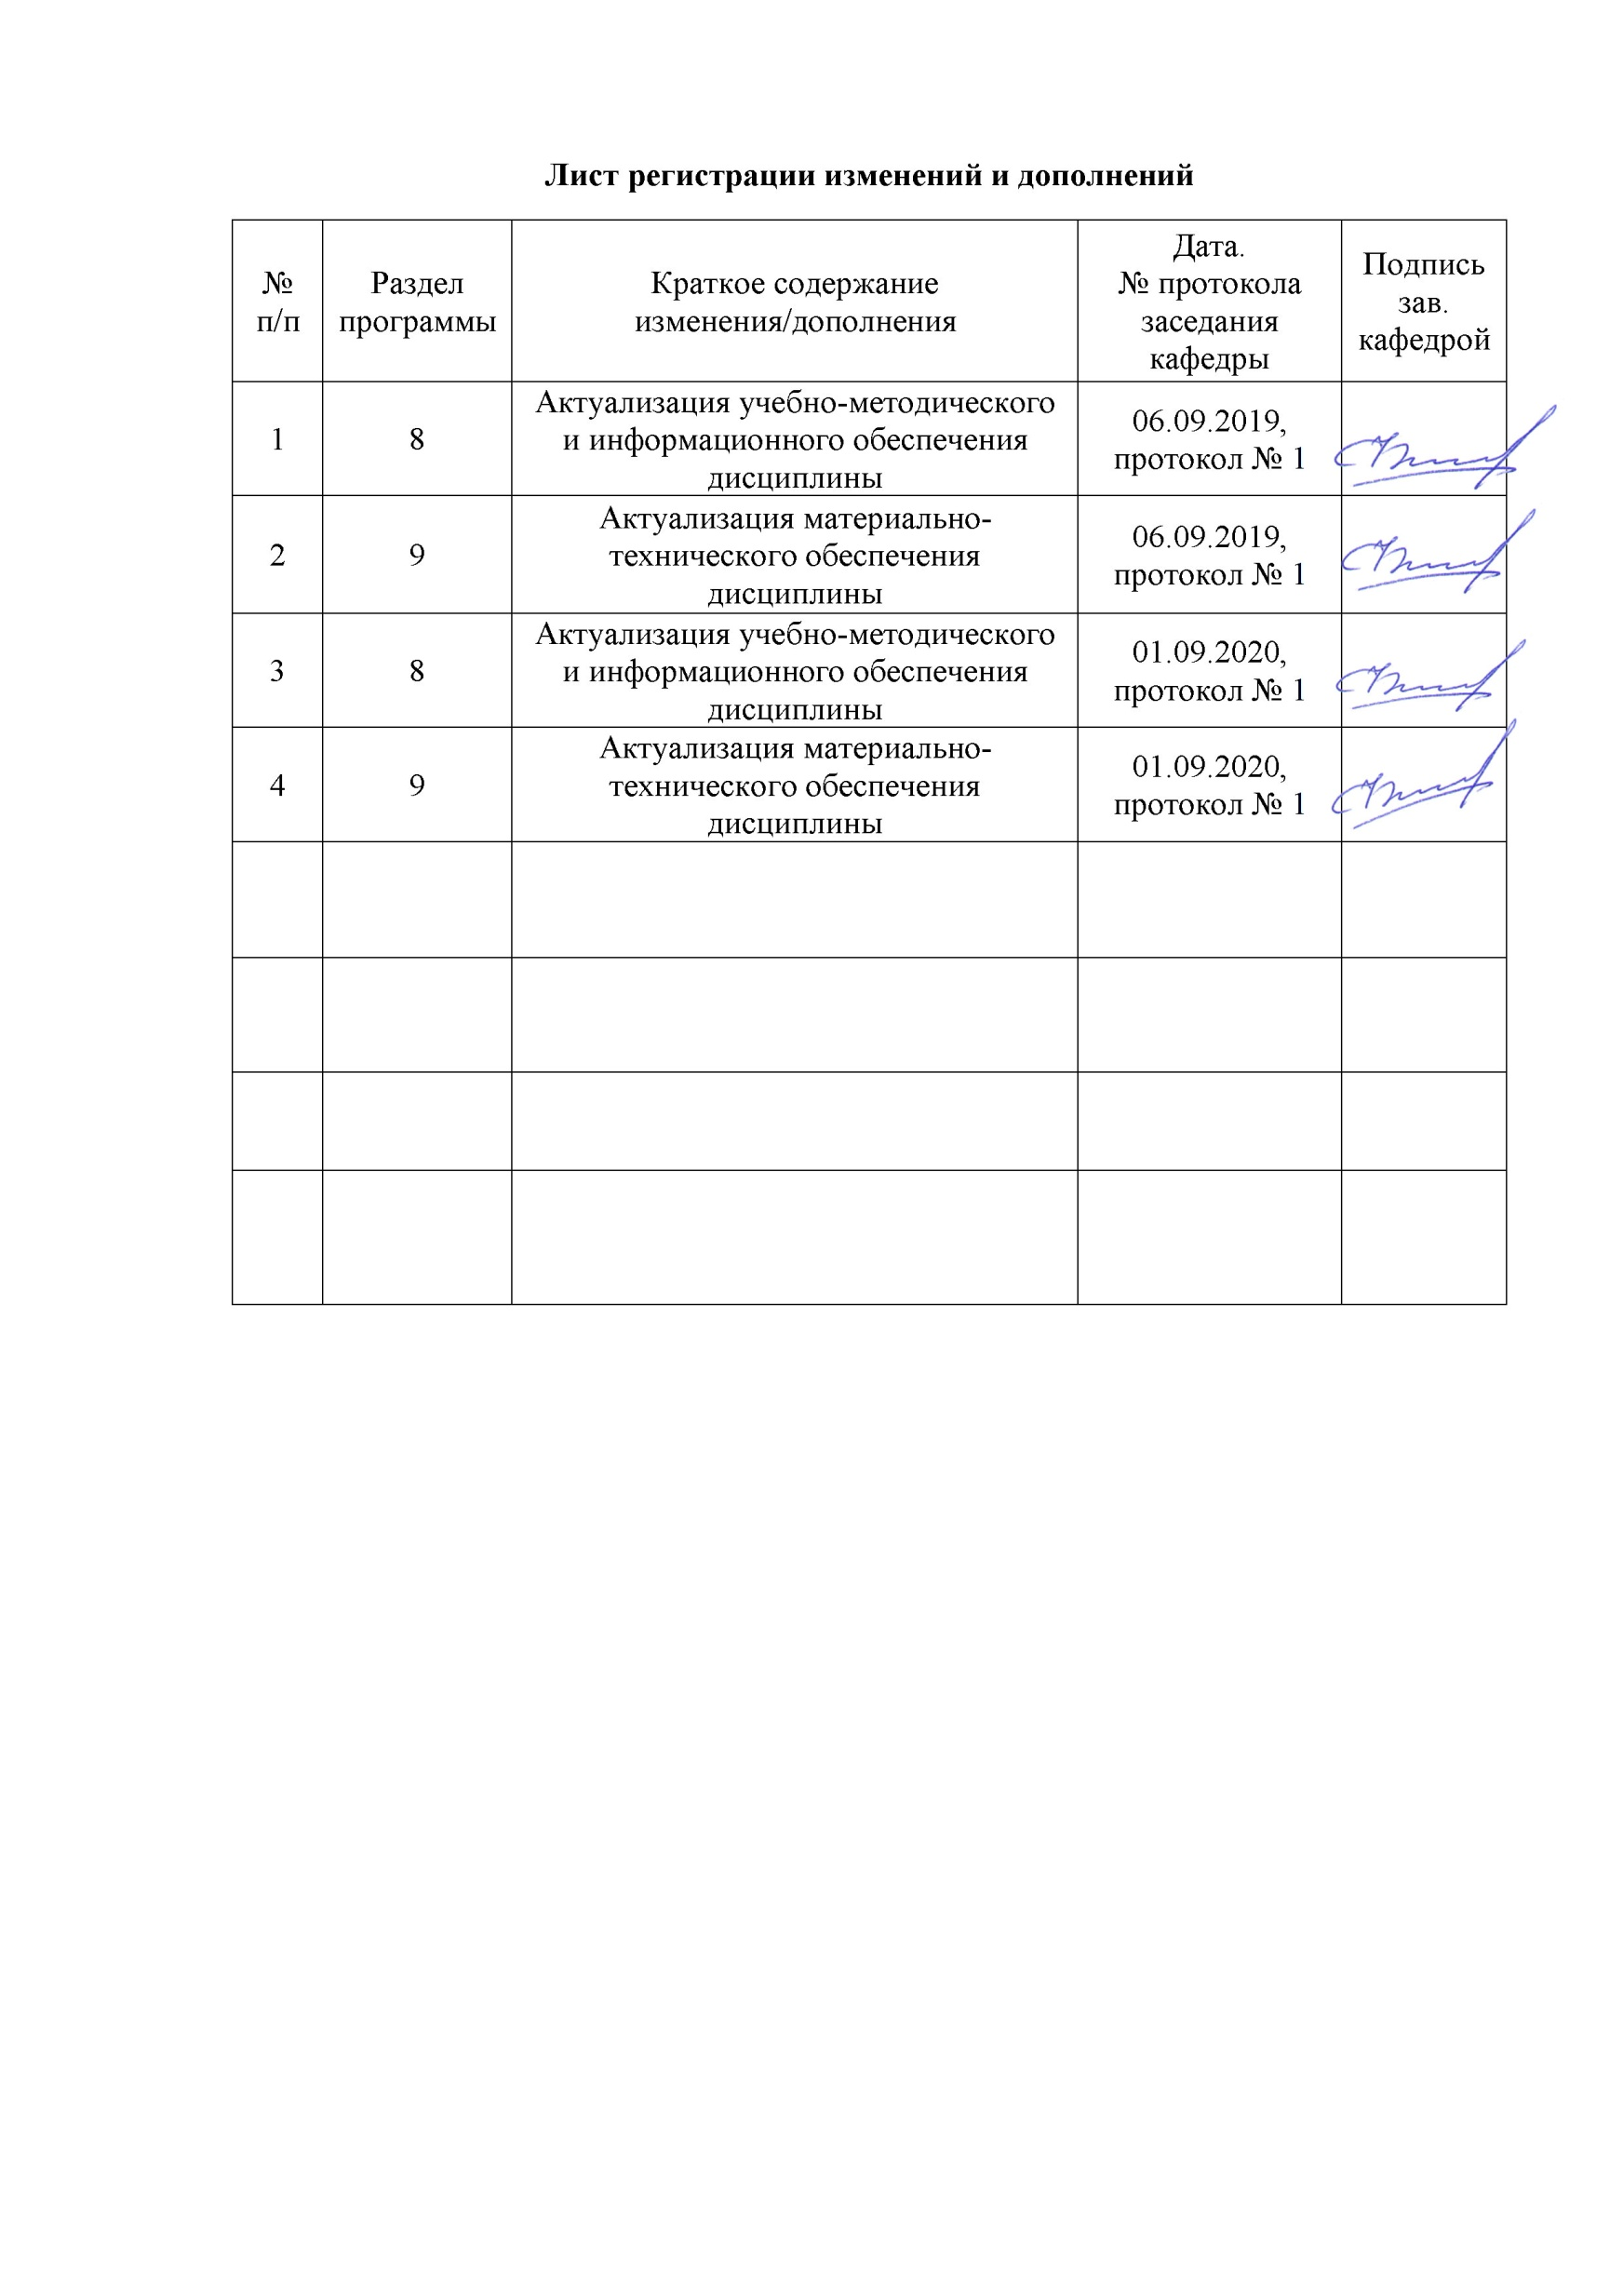 Лист регистрации изменений и дополнений
№
п/п
Раздел
программы
Краткое содержание
изменения/дополнения
Дата.
№ протокола
заседания
кафедры
Подпись
зав.
кафедрой
1
8
Актуализация учебно-методического
и информационного обеспечения
дисциплины
06.09.2019,
протокол № 1
2
9
Актуализация материально-
технического обеспечения
дисциплины
06.09.2019,
протокол № 1
3
8
Актуализация учебно-методического
и информационного обеспечения
дисциплины
01.09.2020,
протокол № 1
4
9
Актуализация материально-
технического обеспечения
дисциплины
01.09.2020,
протокол № 1